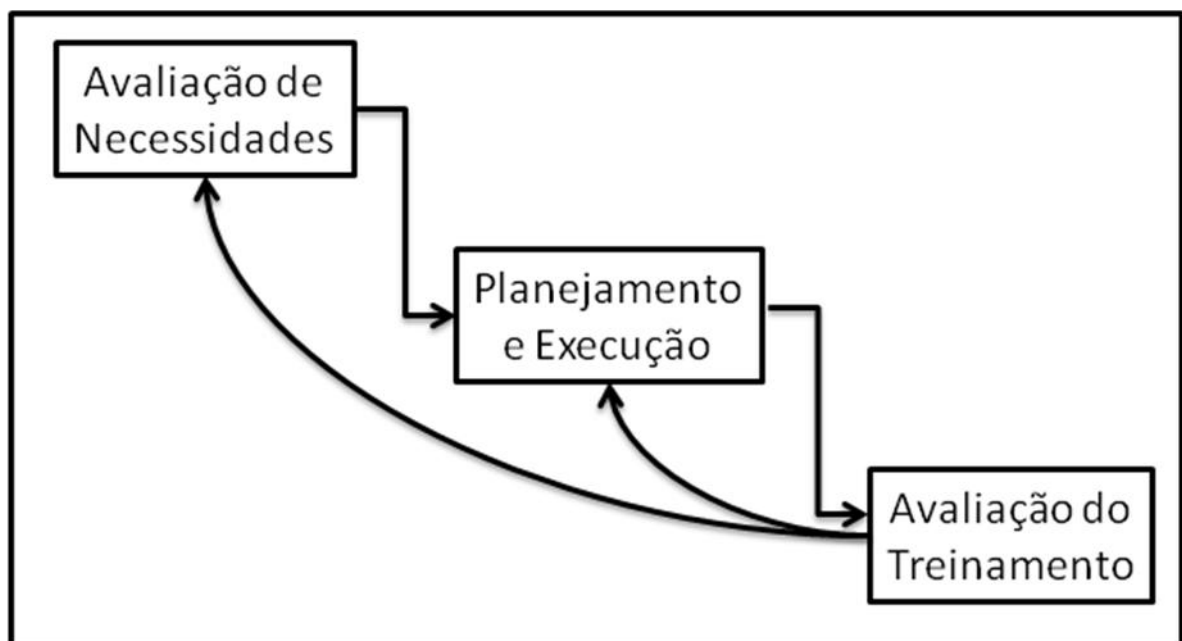 Avaliação de
Necessidades
Planejamento
e Execução
Avaliação do
Treinamento